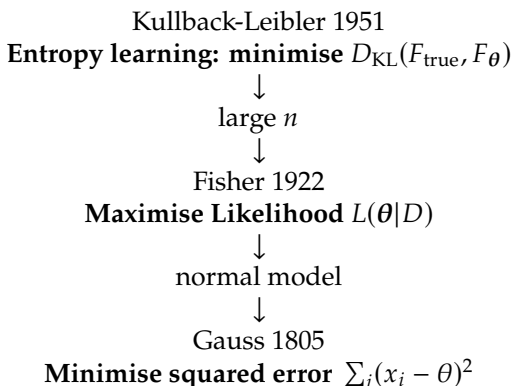 Kullback-Leibler 1951
Entropy learning: minimise D_KL(F_true, F_θ)
↓
large n
↓
Fisher 1922
Maximise Likelihood L(θ|D)
↓
normal model
↓
Gauss 1805
Minimise squared error ∑_i(x_i − θ)²